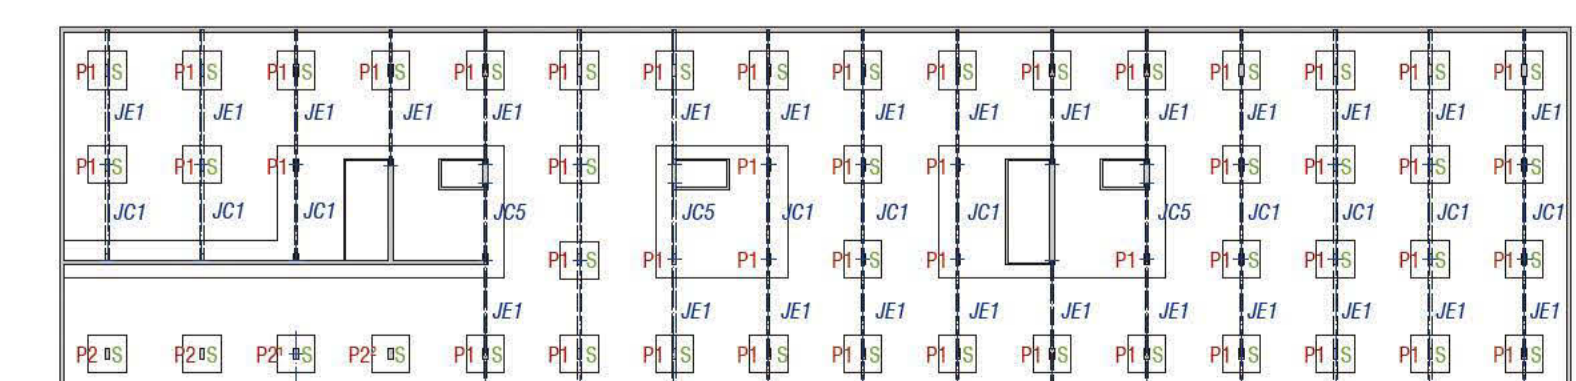 P1 S P1 S P1 S P1 S P1 S P1 S P1 S P1 S P1 S P1 S P1 S P1 S P1 S P1 S P1 S P1 S
JE1 JE1 JE1 JE1 JE1 JE1 JE1 JE1 JE1 JE1 JE1 JE1 JE1 JE1 JE1
P1 S P1 S P1 P1 S P1 P1 S P1 P1 S P1 S P1 S P1 S
JC1 JC1 JC1 JC5 JC5 JC1 JC1 JC1 JC5 JC1 JC1 JC1 JC1
P1 S P1 P1 P1 S P1 P1 P1 S P1 S P1 S P1 S
JE1 JE1 JE1 JE1 JE1 JE1 JE1 JE1 JE1 JE1 JE1
P2 S P2 S P2¹ S P2² S P1 S P1 S P1 S P1 S P1 S P1 S P1 S P1 S P1 S P1 S P1 S P1 S